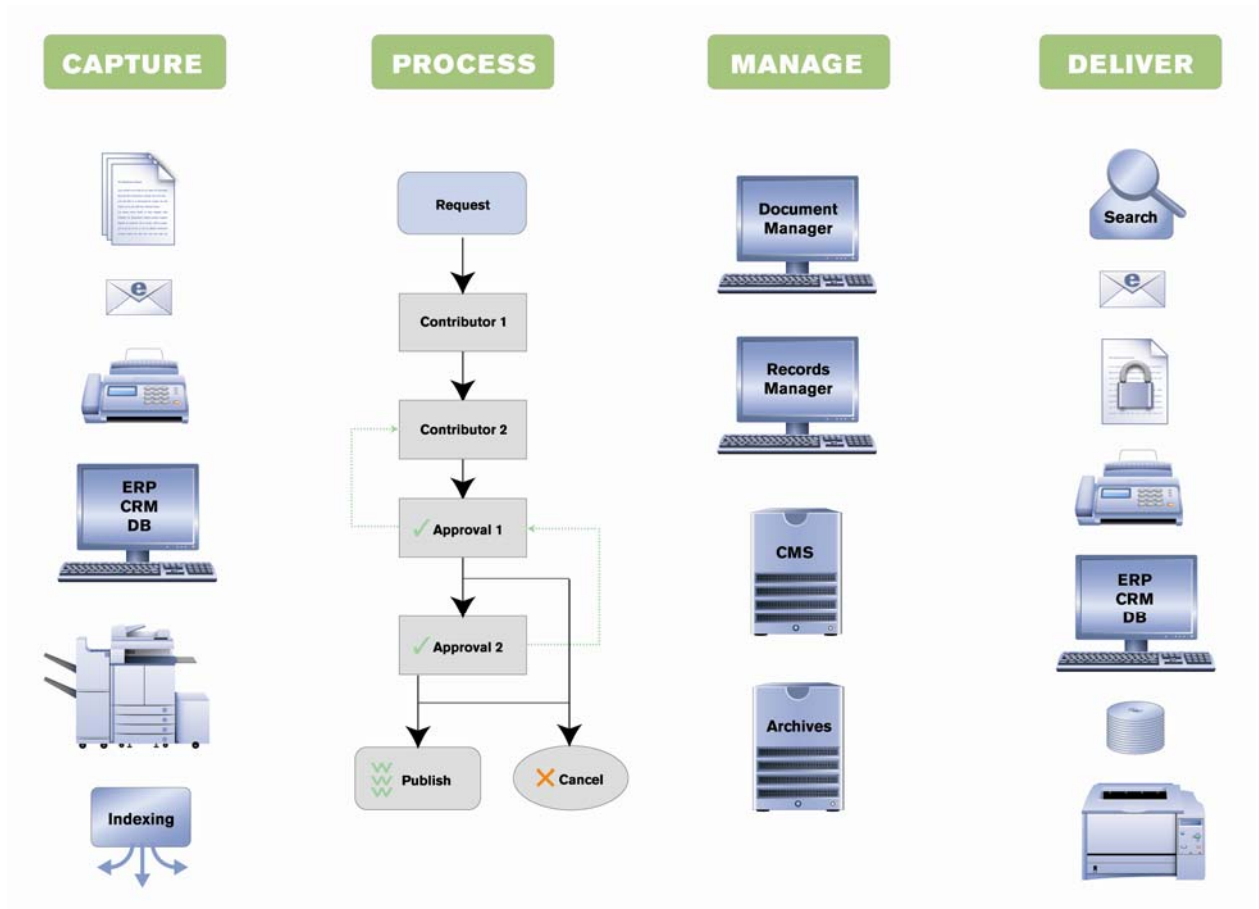 CAPTURE
PROCESS
MANAGE
DELIVER
ERP
CRM
DB
Indexing
Request
Contributor 1
Contributor 2
Approval 1
Approval 2
Publish
Cancel
Document
Manager
Records
Manager
CMS
Archives
Search
e
e
ERP
CRM
DB